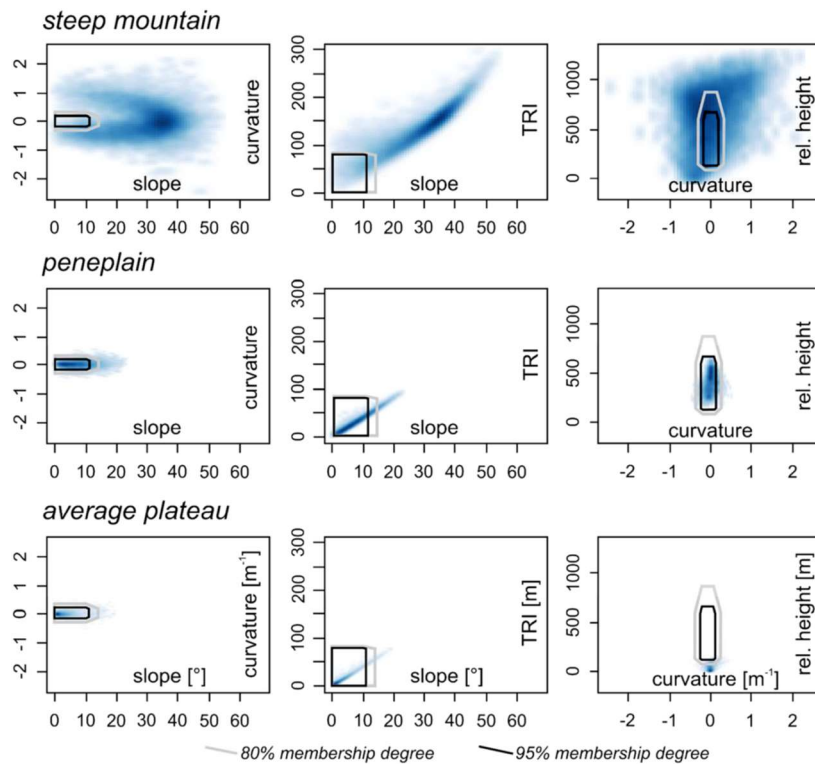 steep mountain
2
1
0
-1
-2
curvature
slope
0 10 20 30 40 50 60
300
200
100
0
TRI
slope
0 10 20 30 40 50 60
1000
500
0
rel. height
curvature
-2 -1 0 1 2
peneplain
2
1
0
-1
-2
curvature
slope
0 10 20 30 40 50 60
300
200
100
0
TRI
slope
0 10 20 30 40 50 60
1000
500
0
rel. height
curvature
-2 -1 0 1 2
average plateau
2
1
0
-1
-2
curvature [m⁻¹]
slope [°]
0 10 20 30 40 50 60
300
200
100
0
TRI [m]
slope [°]
0 10 20 30 40 50 60
1000
500
0
rel. height [m]
curvature [m⁻¹]
-2 -1 0 1 2
80% membership degree
95% membership degree